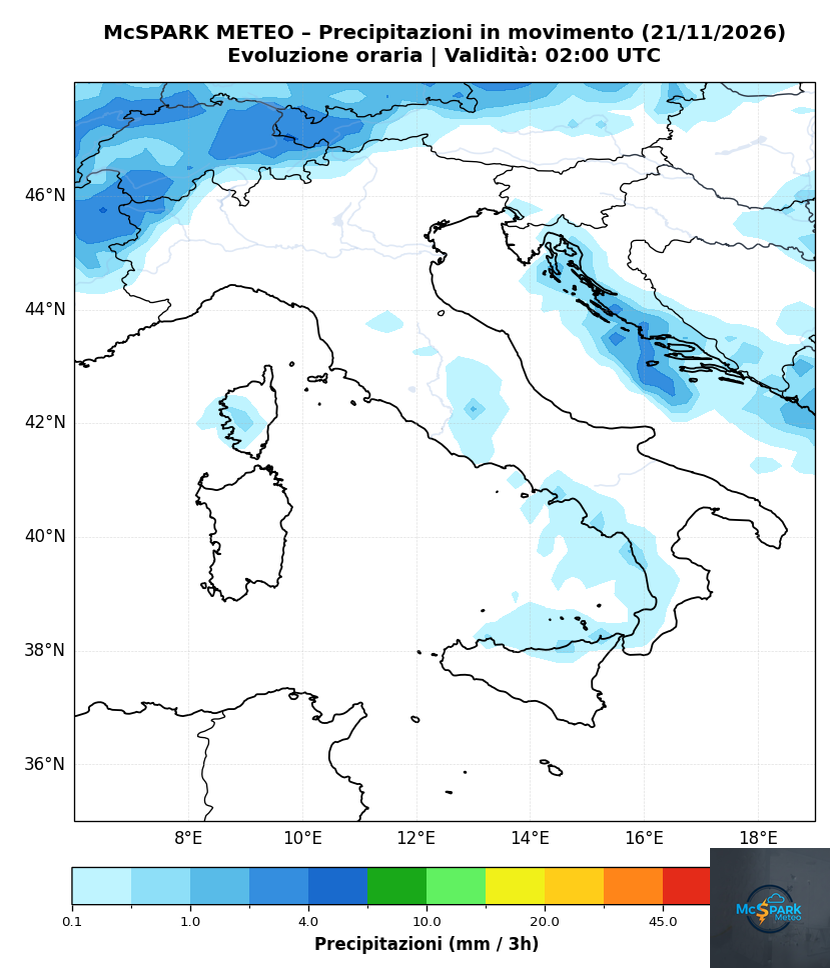 McSPARK METEO – Precipitazioni in movimento (21/11/2026)
Evoluzione oraria | Validità: 02:00 UTC
46°N
44°N
42°N
40°N
38°N
36°N
8°E 10°E 12°E 14°E 16°E 18°E
0.1 1.0 4.0 10.0 20.0 45.0
Precipitazioni (mm / 3h)
McSPARK
Meteo